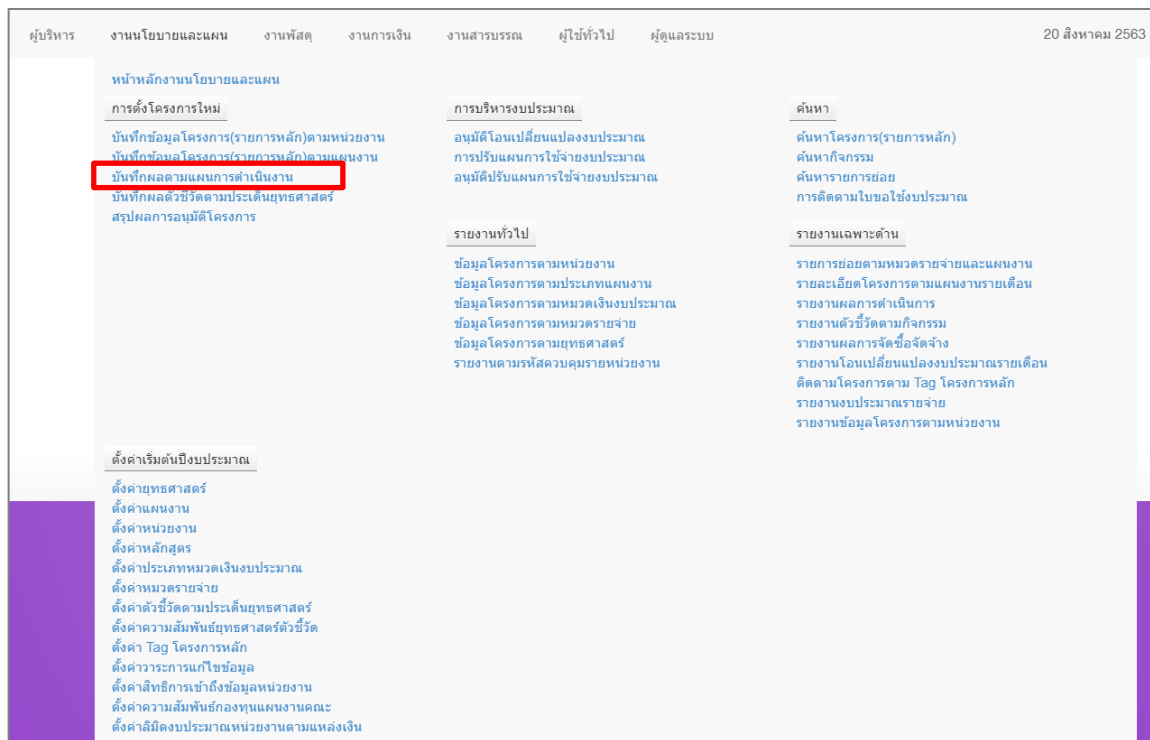 ผู้บริหาร งานนโยบายและแผน งานพัสดุ งานการเงิน งานสารบรรณ ผู้ใช้ทั่วไป ผู้ดูแลระบบ 20 สิงหาคม 2563
หน้าหลักงานนโยบายและแผน
การตั้งโครงการใหม่
บันทึกข้อมูลโครงการ(รายการหลัก)ตามหน่วยงาน
บันทึกข้อมูลโครงการ(รายการหลัก)ตามแผนงาน
บันทึกผลตามแผนการดำเนินงาน
บันทึกผลตัวชี้วัดตามประเด็นยุทธศาสตร์
สรุปผลการอนุมัติโครงการ
การบริหารงบประมาณ
อนุมัติโอนเปลี่ยนแปลงงบประมาณ
การปรับแผนการใช้จ่ายงบประมาณ
อนุมัติปรับแผนการใช้จ่ายงบประมาณ
ค้นหา
ค้นหาโครงการ(รายการหลัก)
ค้นหากิจกรรม
ค้นหารายการย่อย
การติดตามใบขอใช้งบประมาณ
รายงานทั่วไป
ข้อมูลโครงการตามหน่วยงาน
ข้อมูลโครงการตามประเภทแผนงาน
ข้อมูลโครงการตามหมวดเงินงบประมาณ
ข้อมูลโครงการตามหมวดรายจ่าย
ข้อมูลโครงการตามยุทธศาสตร์
รายงานตามรหัสควบคุมรายหน่วยงาน
รายงานเฉพาะด้าน
รายการย่อยตามหมวดรายจ่ายและแผนงาน
รายละเอียดโครงการตามแผนงานรายเดือน
รายงานผลการดำเนินการ
รายงานตัวชี้วัดตามกิจกรรม
รายงานผลการจัดซื้อจัดจ้าง
รายงานโอนเปลี่ยนแปลงงบประมาณรายเดือน
ติดตามโครงการตาม Tag โครงการหลัก
รายงานงบประมาณรายจ่าย
รายงานข้อมูลโครงการตามหน่วยงาน
ตั้งค่าเริ่มต้นปีงบประมาณ
ตั้งค่ายุทธศาสตร์
ตั้งค่าแผนงาน
ตั้งค่าหน่วยงาน
ตั้งค่าหลักสูตร
ตั้งค่าประเภทหมวดเงินงบประมาณ
ตั้งค่าหมวดรายจ่าย
ตั้งค่าตัวชี้วัดตามประเด็นยุทธศาสตร์
ตั้งค่าความสัมพันธ์ยุทธศาสตร์ตัวชี้วัด
ตั้งค่า Tag โครงการหลัก
ตั้งค่าวาระการแก้ไขข้อมูล
ตั้งค่าสิทธิการเข้าถึงข้อมูลหน่วยงาน
ตั้งค่าความสัมพันธ์กองทุนแผนงานคณะ
ตั้งค่าลิมิตงบประมาณหน่วยงานตามแหล่งเงิน